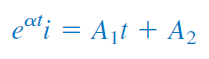 e^{αt}i = A₁t + A₂